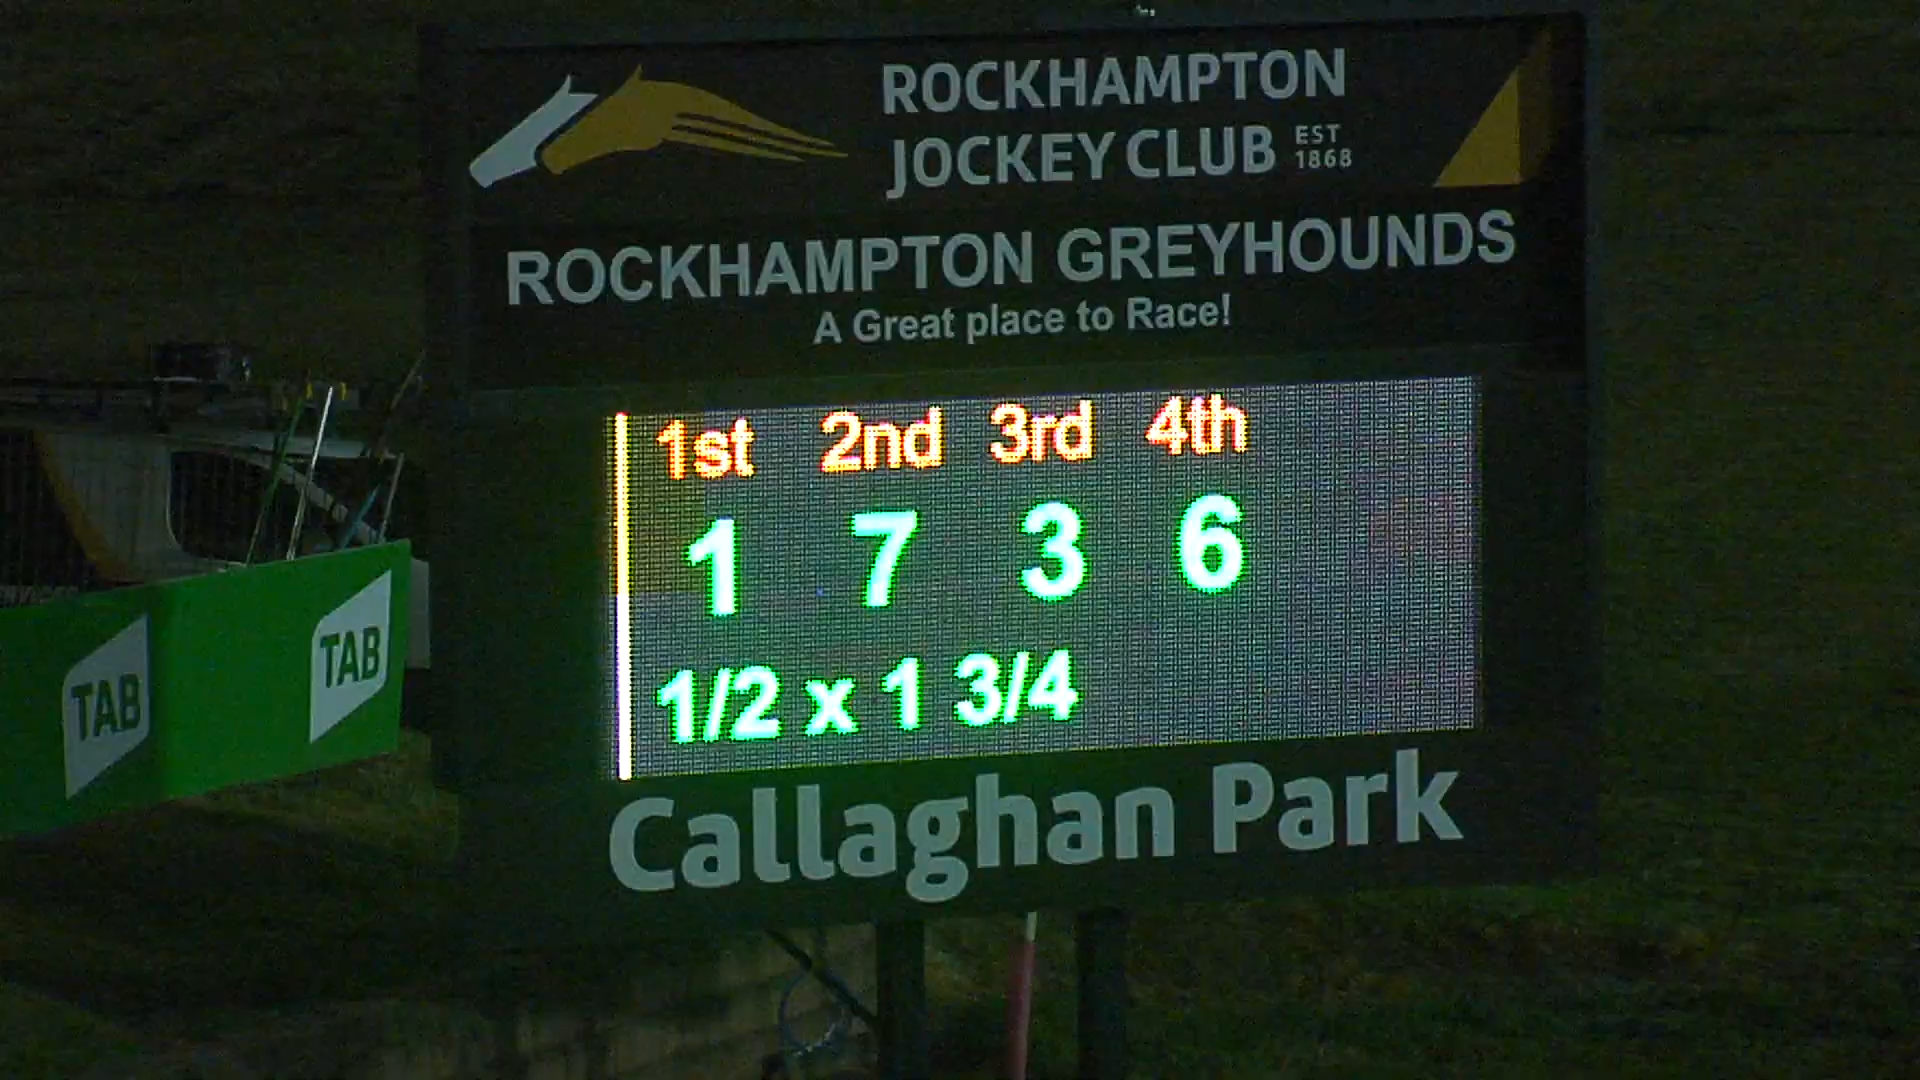 ROCKHAMPTON
JOCKEY CLUB EST 1868
ROCKHAMPTON GREYHOUNDS
A Great place to Race!
1st 2nd 3rd 4th
1 7 3 6
1/2 x 1 3/4
Callaghan Park
TAB
TAB